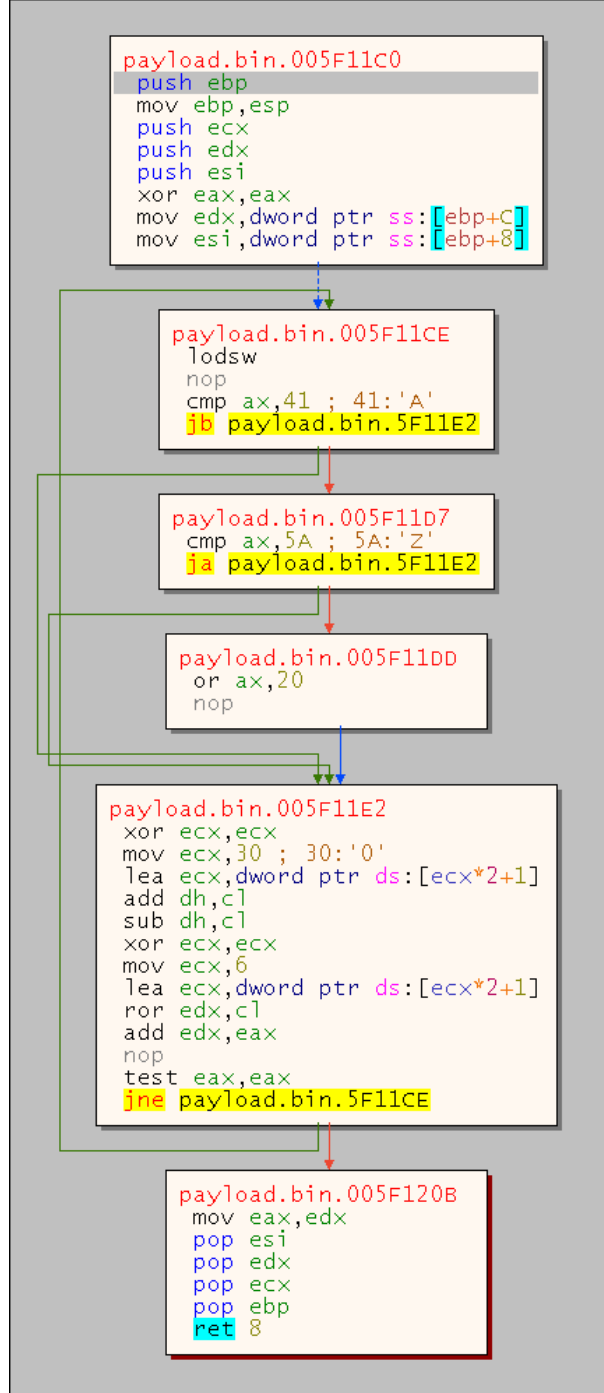 payload.bin.005F11C0
push ebp
mov ebp,esp
push ecx
push edx
push esi
xor eax,eax
mov edx,dword ptr ss:[ebp+C]
mov esi,dword ptr ss:[ebp+8]
payload.bin.005F11CE
lodsw
nop
cmp ax,41 ; 41:'A'
jb payload.bin.5F11E2
payload.bin.005F11D7
cmp ax,5A ; 5A:'Z'
ja payload.bin.5F11E2
payload.bin.005F11DD
or ax,20
nop
payload.bin.005F11E2
xor ecx,ecx
mov ecx,30 ; 30:'0'
lea ecx,dword ptr ds:[ecx*2+1]
add dh,cl
sub dh,cl
xor ecx,ecx
mov ecx,6
lea ecx,dword ptr ds:[ecx*2+1]
ror edx,cl
add edx,eax
nop
test eax,eax
jne payload.bin.5F11CE
payload.bin.005F120B
mov eax,edx
pop esi
pop edx
pop ecx
pop ebp
ret 8